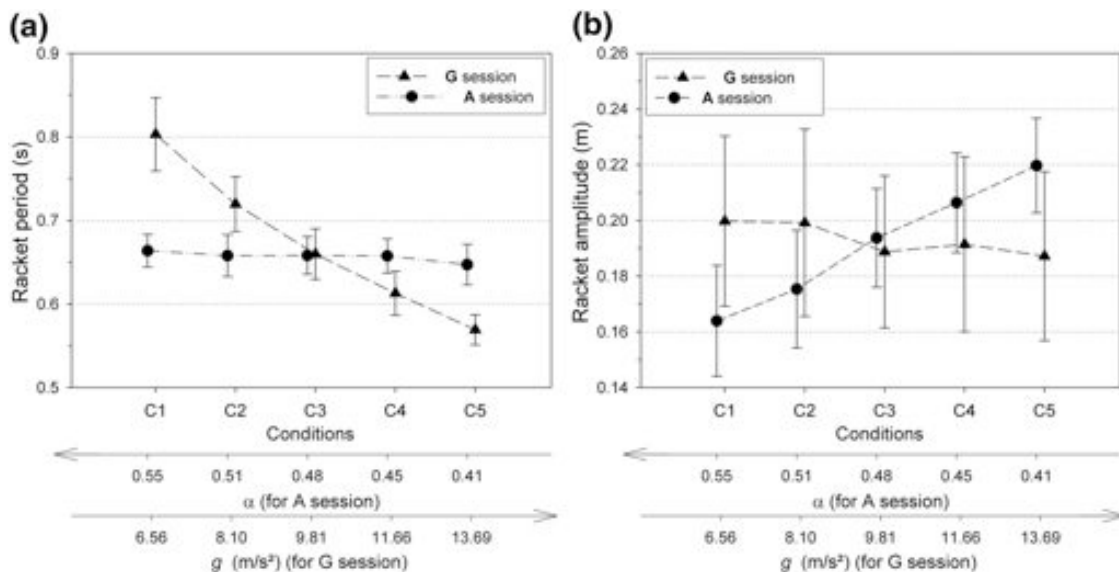 (a)
0.9
0.8
0.7
0.6
0.5
Racket period (s)
G session
A session
C1 C2 C3 C4 C5
Conditions
0.55 0.51 0.48 0.45 0.41
α (for A session)
6.56 8.10 9.81 11.66 13.69
g (m/s²) (for G session)
(b)
0.26
0.24
0.22
0.20
0.18
0.16
0.14
Racket amplitude (m)
G session
A session
C1 C2 C3 C4 C5
Conditions
0.55 0.51 0.48 0.45 0.41
α (for A session)
6.56 8.10 9.81 11.66 13.69
g (m/s²) (for G session)